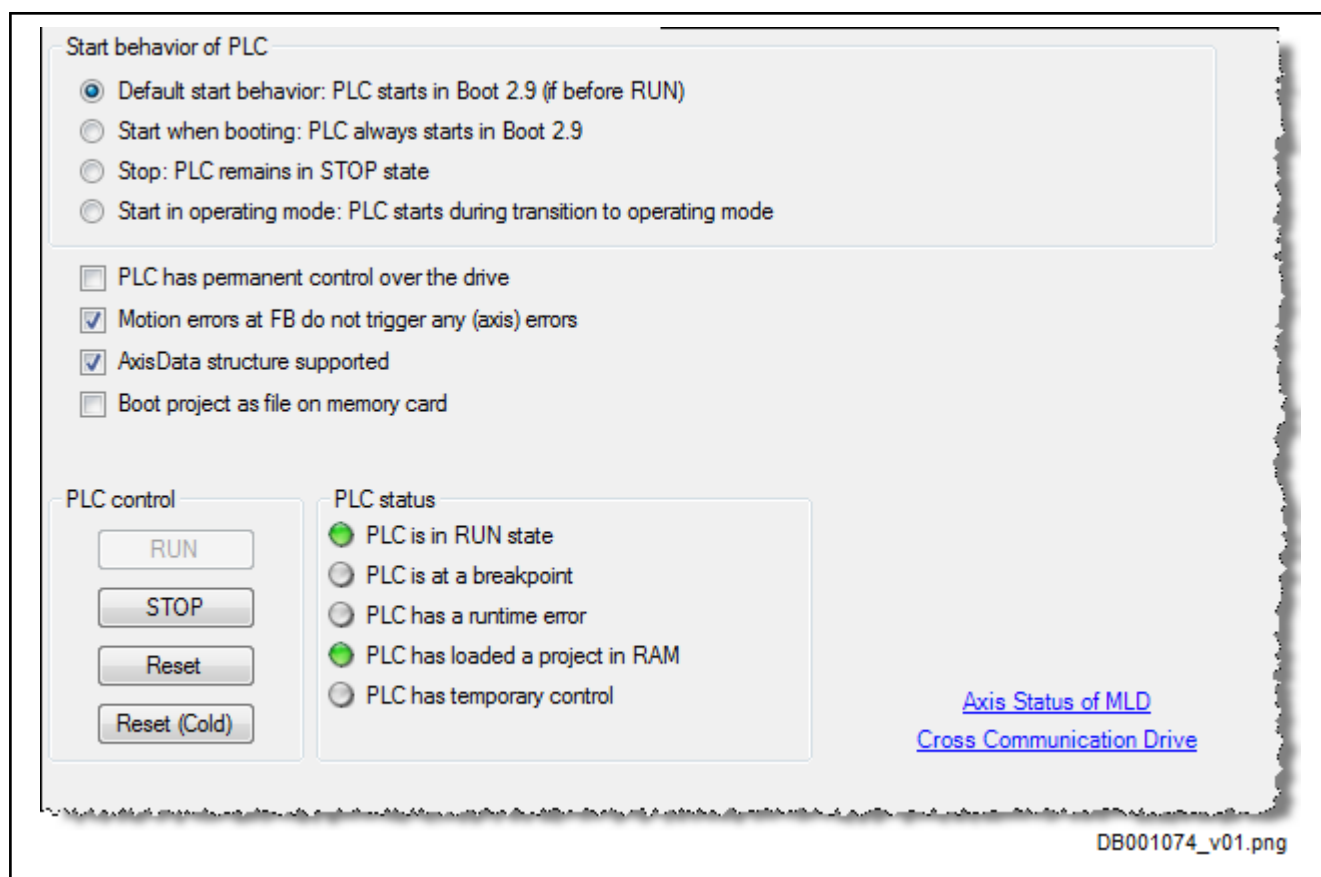 Start behavior of PLC
Default start behavior: PLC starts in Boot 2.9 (if before RUN)
Start when booting: PLC always starts in Boot 2.9
Stop: PLC remains in STOP state
Start in operating mode: PLC starts during transition to operating mode
PLC has permanent control over the drive
Motion errors at FB do not trigger any (axis) errors
AxisData structure supported
Boot project as file on memory card
PLC control
RUN
STOP
Reset
Reset (Cold)
PLC status
PLC is in RUN state
PLC is at a breakpoint
PLC has a runtime error
PLC has loaded a project in RAM
PLC has temporary control
Axis Status of MLD
Cross Communication Drive
DB001074_v01.png